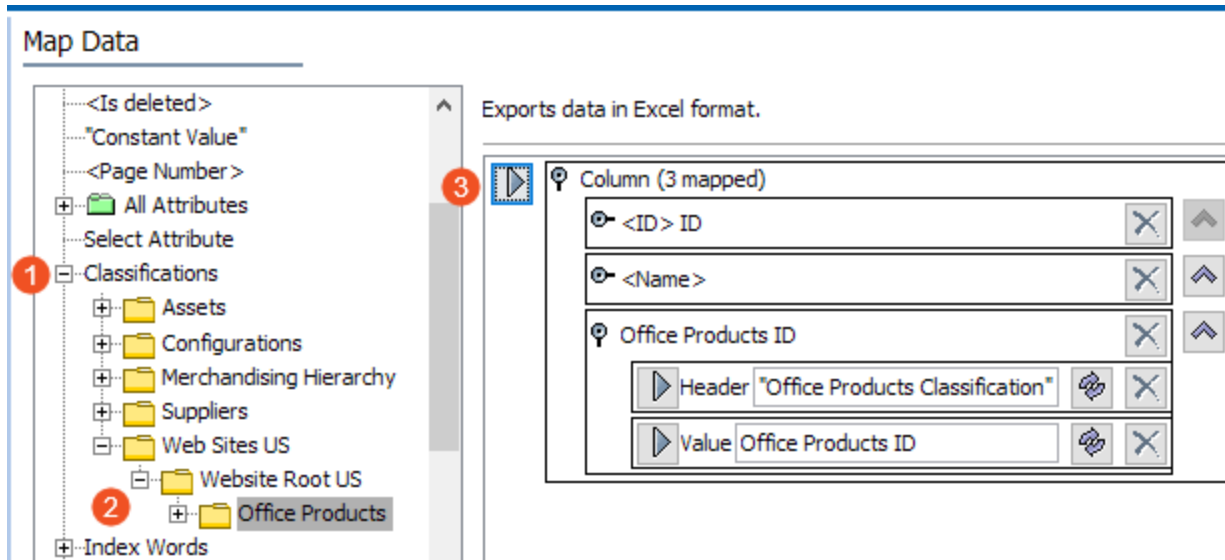 Map Data
<Is deleted>
"Constant Value"
<Page Number>
All Attributes
Select Attribute
1
Classifications
Assets
Configurations
Merchandising Hierarchy
Suppliers
Web Sites US
Website Root US
2
Office Products
Index Words
Exports data in Excel format.
3
Column (3 mapped)
<ID> ID
<Name>
Office Products ID
Header "Office Products Classification"
Value Office Products ID